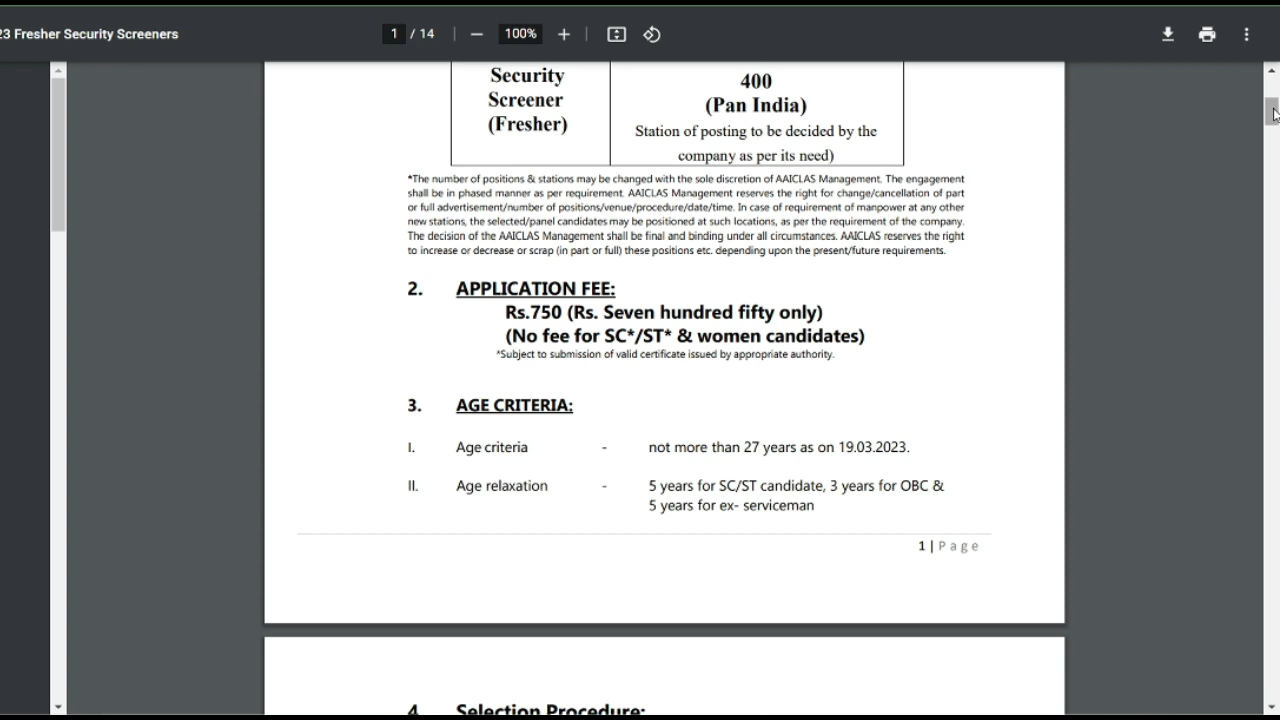 23 Fresher Security Screeners
1 / 14
100%
Security
Screener
(Fresher)
400
(Pan India)
Station of posting to be decided by the
company as per its need)
*The number of positions & stations may be changed with the sole discretion of AAICLAS Management. The engagement
shall be in phased manner as per requirement. AAICLAS Management reserves the right for change/cancellation of part
or full advertisement/number of positions/venue/procedure/date/time. In case of requirement of manpower at any other
new stations, the selected/panel candidates may be positioned at such locations, as per the requirement of the company.
The decision of the AAICLAS Management shall be final and binding under all circumstances. AAICLAS reserves the right
to increase or decrease or scrap (in part or full) these positions etc. depending upon the present/future requirements.
2. APPLICATION FEE:
Rs.750 (Rs. Seven hundred fifty only)
(No fee for SC*/ST* & women candidates)
*Subject to submission of valid certificate issued by appropriate authority.
3. AGE CRITERIA:
I. Age criteria - not more than 27 years as on 19.03.2023.
II. Age relaxation - 5 years for SC/ST candidate, 3 years for OBC &
5 years for ex- serviceman
1 | Page
4. Selection Procedure: